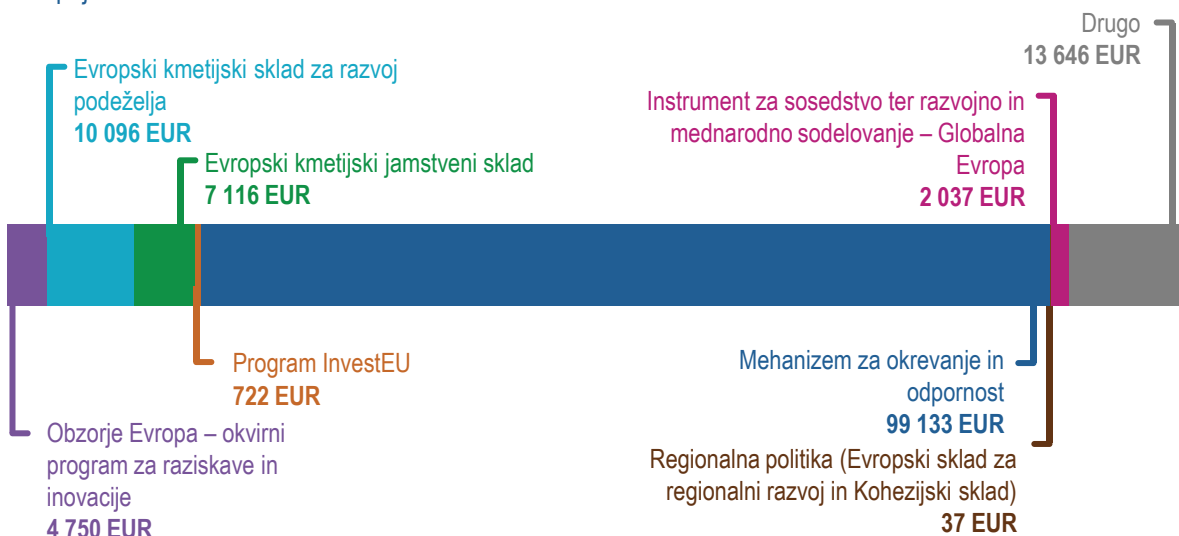 Drugo
13 646 EUR
Evropski kmetijski sklad za razvoj
podeželja
10 096 EUR
Instrument za sosedstvo ter razvojno in
mednarodno sodelovanje – Globalna
Evropa
2 037 EUR
Evropski kmetijski jamstveni sklad
7 116 EUR
Program InvestEU
722 EUR
Mehanizem za okrevanje in
odpornost
99 133 EUR
Obzorje Evropa – okvirni
program za raziskave in
inovacije
4 750 EUR
Regionalna politika (Evropski sklad za
regionalni razvoj in Kohezijski sklad)
37 EUR